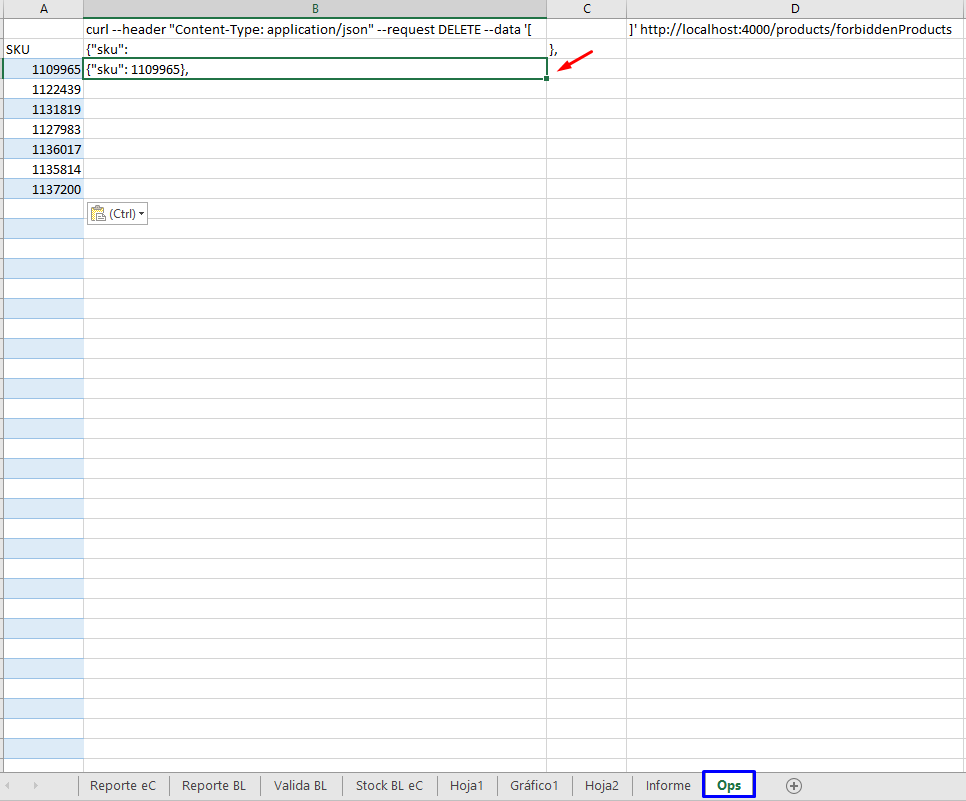 A B C D
curl --header "Content-Type: application/json" --request DELETE --data '[ ]' http://localhost:4000/products/forbiddenProducts
SKU {"sku": },
1109965 {"sku": 1109965},
1122439
1131819
1127983
1136017
1135814
1137200
(Ctrl)
Reporte eC Reporte BL Valida BL Stock BL eC Hoja1 Gráfico1 Hoja2 Informe Ops